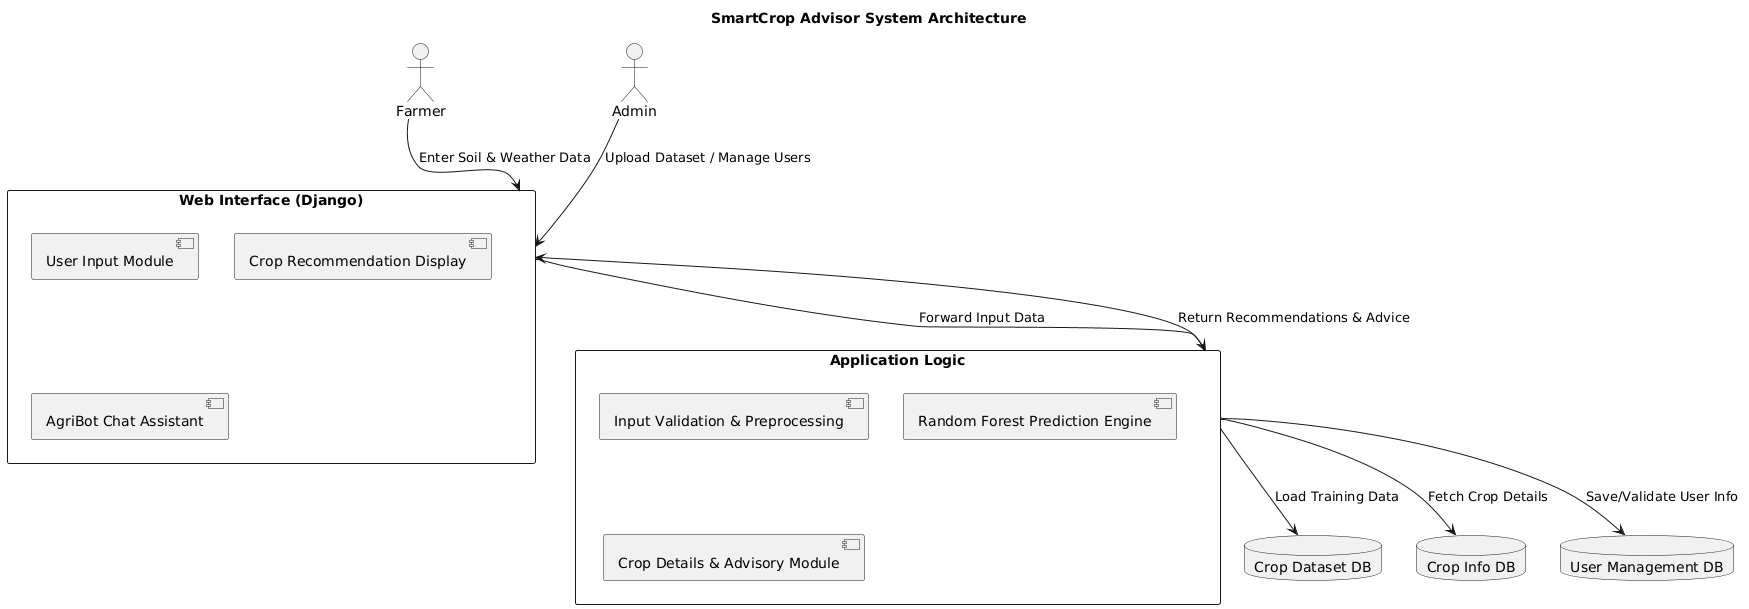 SmartCrop Advisor System Architecture
Farmer
Admin
Enter Soil & Weather Data
Upload Dataset / Manage Users
Web Interface (Django)
User Input Module
Crop Recommendation Display
AgriBot Chat Assistant
Forward Input Data
Return Recommendations & Advice
Application Logic
Input Validation & Preprocessing
Random Forest Prediction Engine
Crop Details & Advisory Module
Load Training Data
Fetch Crop Details
Save/Validate User Info
Crop Dataset DB
Crop Info DB
User Management DB